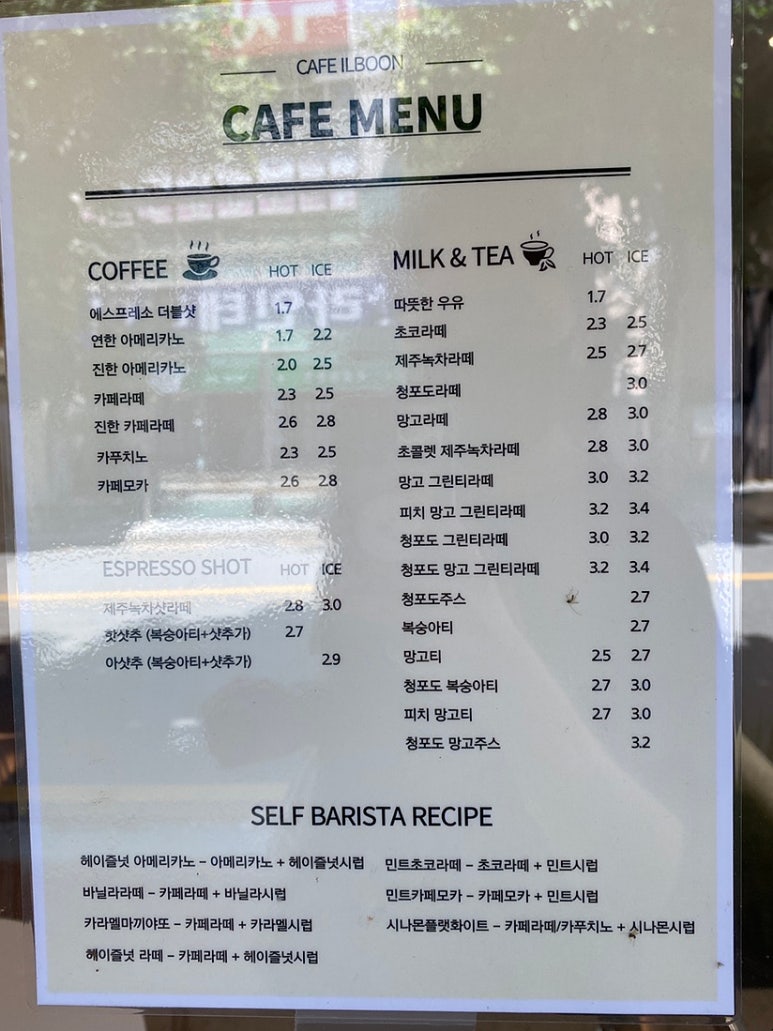 CAFE ILBOON
CAFE MENU
COFFEE HOT ICE
에스프레소 더블샷 1.7
연한 아메리카노 1.7 2.2
진한 아메리카노 2.0 2.5
카페라떼 2.3 2.5
진한 카페라떼 2.6 2.8
카푸치노 2.3 2.5
카페모카 2.6 2.8
ESPRESSO SHOT HOT ICE
제주녹차샷라떼 2.8 3.0
핫샷추 (복숭아티+샷추가) 2.7
아샷추 (복숭아티+샷추가) 2.9
MILK & TEA HOT ICE
따뜻한 우유 1.7
초코라떼 2.3 2.5
제주녹차라떼 2.5 2.7
청포도라떼 3.0
망고라떼 2.8 3.0
초콜렛 제주녹차라떼 2.8 3.0
망고 그린티라떼 3.0 3.2
피치 망고 그린티라떼 3.2 3.4
청포도 그린티라떼 3.0 3.2
청포도 망고 그린티라떼 3.2 3.4
청포도주스 2.7
복숭아티 2.7
망고티 2.5 2.7
청포도 복숭아티 2.7 3.0
피치 망고티 2.7 3.0
청포도 망고주스 3.2
SELF BARISTA RECIPE
헤이즐넛 아메리카노 – 아메리카노 + 헤이즐넛시럽
바닐라라떼 – 카페라떼 + 바닐라시럽
카라멜마끼야또 – 카페라떼 + 카라멜시럽
헤이즐넛 라떼 – 카페라떼 + 헤이즐넛시럽
민트초코라떼 – 초코라떼 + 민트시럽
민트카페모카 – 카페모카 + 민트시럽
시나몬플랫화이트 – 카페라떼/카푸치노 + 시나몬시럽